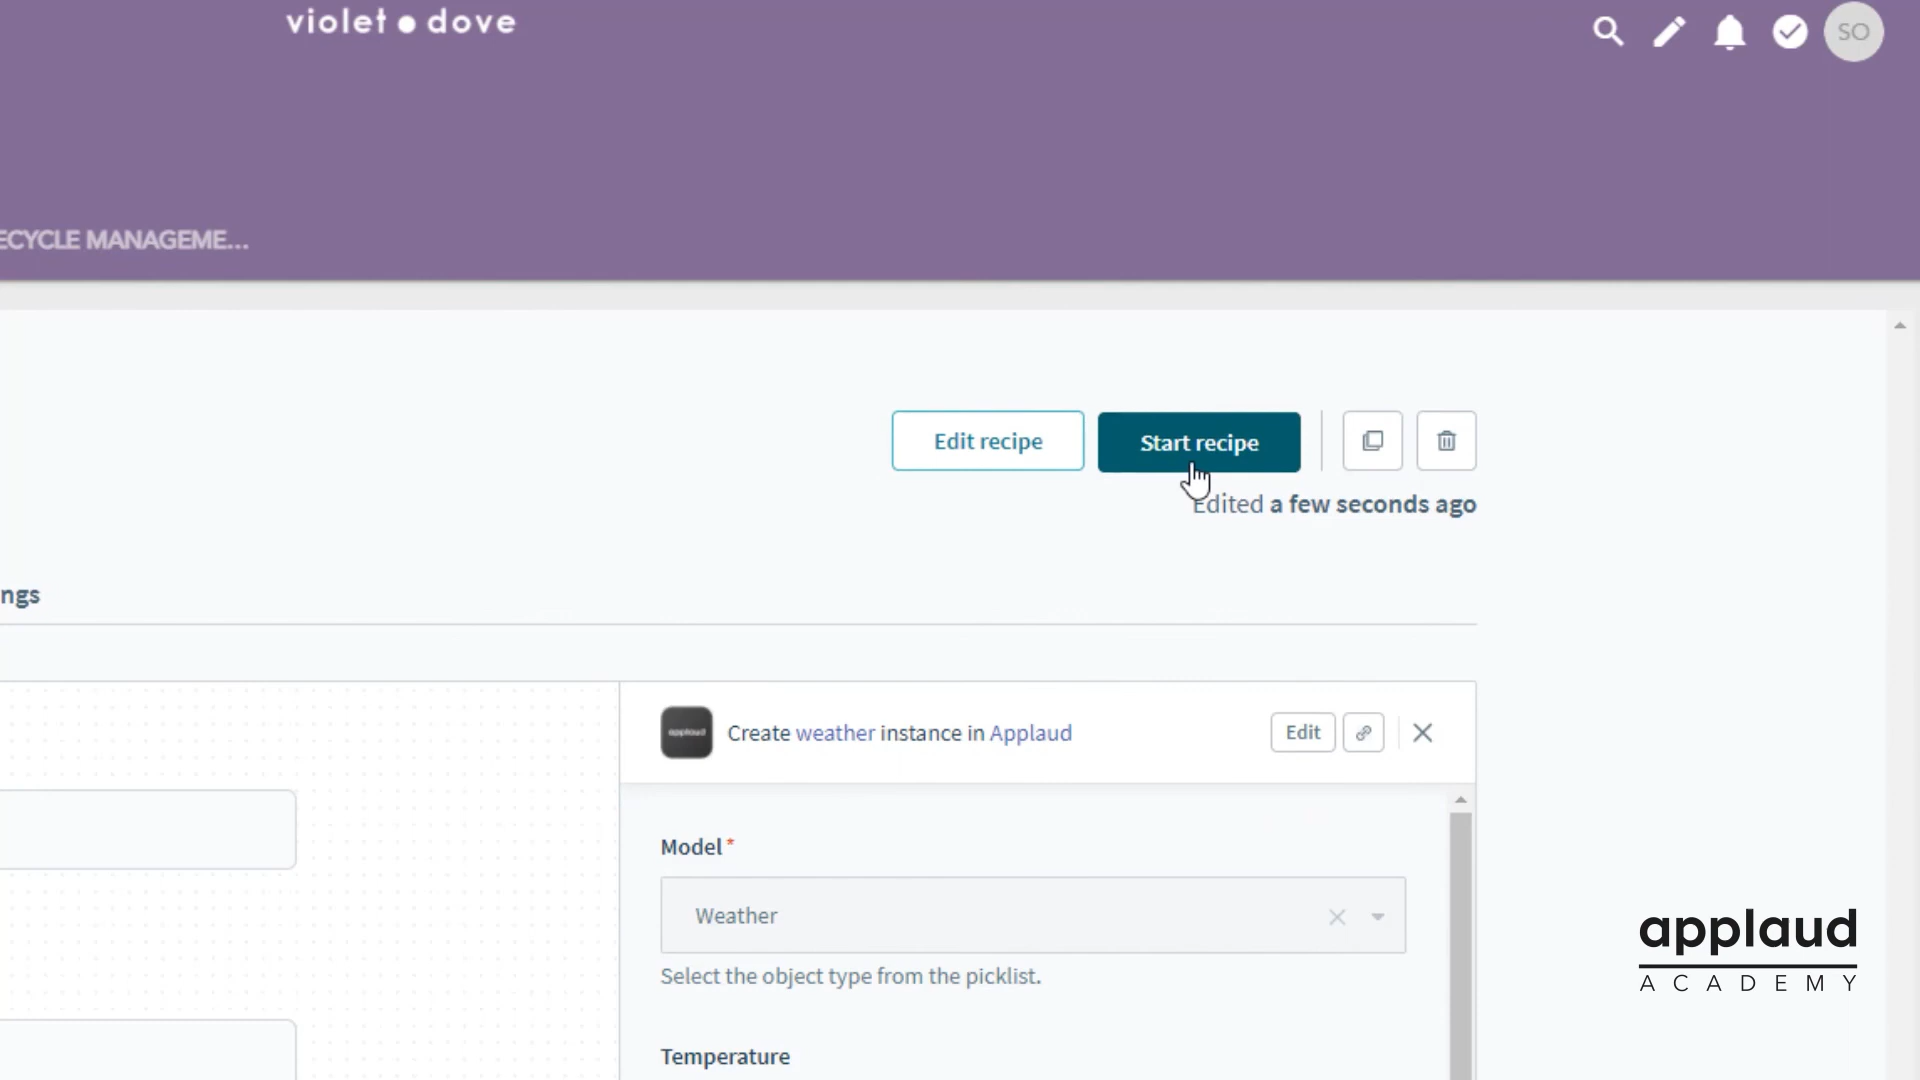 violet dove
SO
ECYCLE MANAGEME...
Edit recipe
Start recipe
Edited a few seconds ago
ngs
applaud
Create weather instance in Applaud
Edit
Model*
Weather
Select the object type from the picklist.
applaud
ACADEMY
Temperature